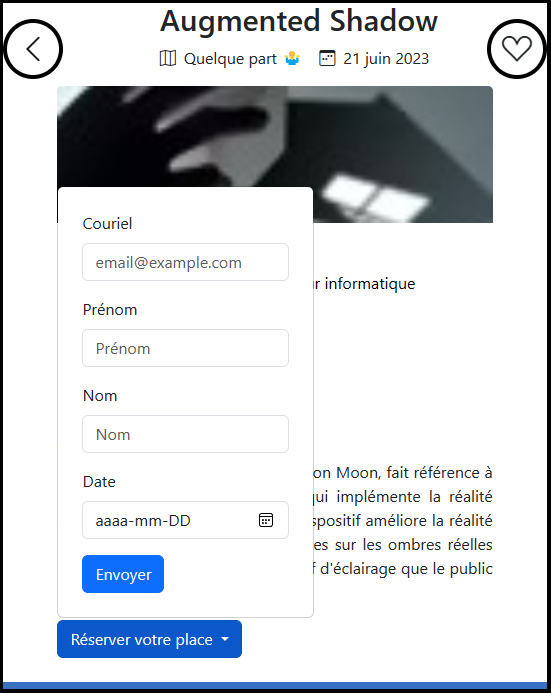 Augmented Shadow
Quelque part 🤷‍♂️ 21 juin 2023
Couriel
email@example.com
r informatique
Prénom
Prénom
Nom
Nom
on Moon, fait référence à
Date
qui implémente la réalité
aaaa-mm-DD
spositif améliore la réalité
es sur les ombres réelles
Envoyer
f d'éclairage que le public
Réserver votre place